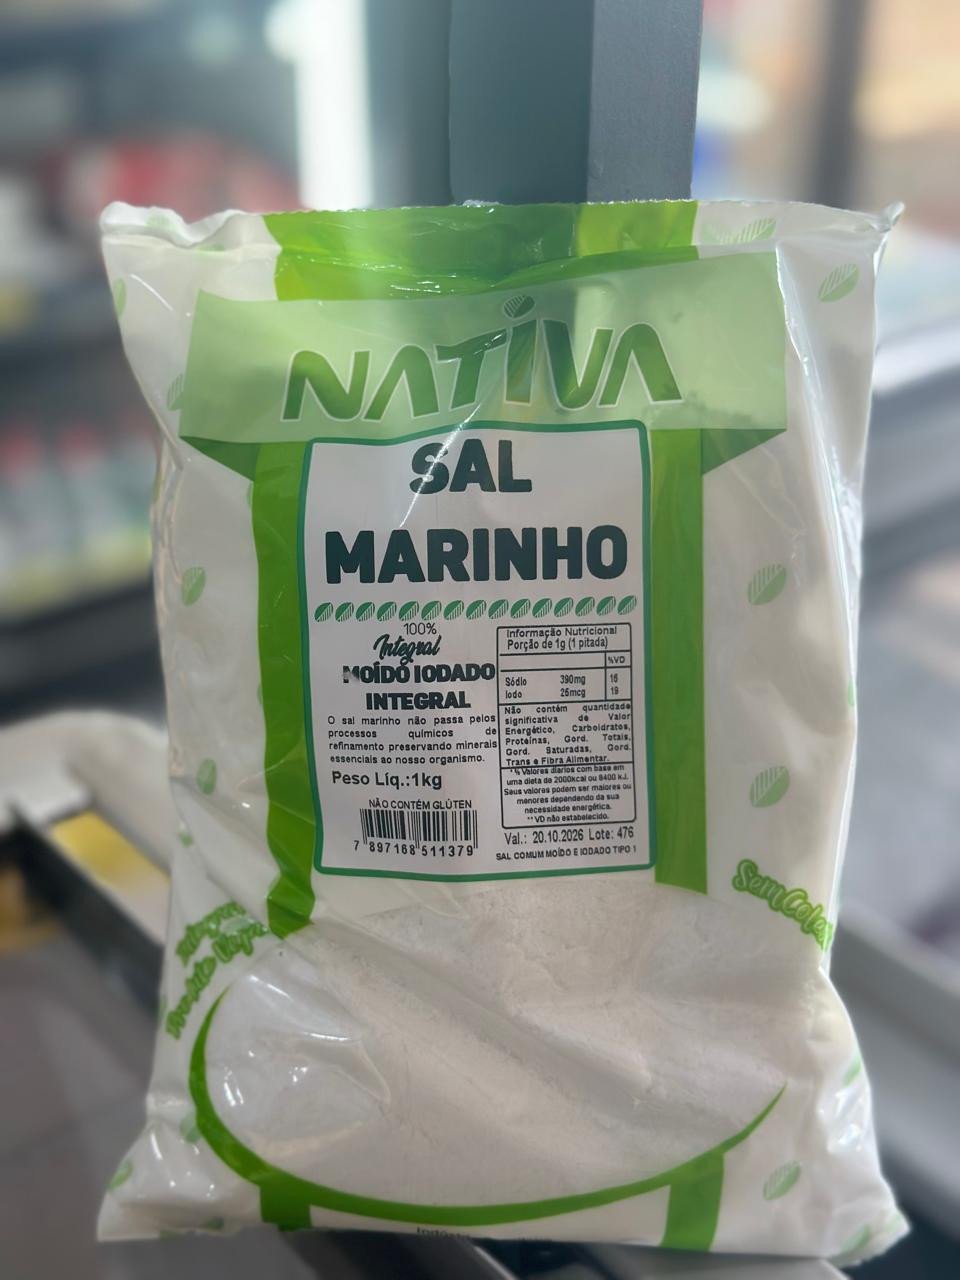 NATIVA
SAL
MARINHO
100%
Integral
MOÍDO IODADO
INTEGRAL
O sal marinho não passa pelos
processos químicos de
refinamento preservando minerais
essenciais ao nosso organismo.
Peso Líq.:1kg
NÃO CONTÉM GLÚTEN
7 897168 511379
Informação Nutricional
Porção de 1g (1 pitada)
%VD
Sódio 390mg 16
Iodo 25mcg 19
Não contém quantidade
significativa de Valor
Energético, Carboidratos,
Proteínas, Gord. Totais,
Gord. Saturadas, Gord.
Trans e Fibra Alimentar.
*% Valores diarios com base em
uma dieta de 2000kcal ou 8400 kJ.
Seus valores podem ser maiores ou
menores dependendo da sua
necessidade energética.
**VD não estabelecido.
Val.: 20.10.2026 Lote: 476
SAL COMUM MOÍDO E IODADO TIPO 1
Produto
Sem